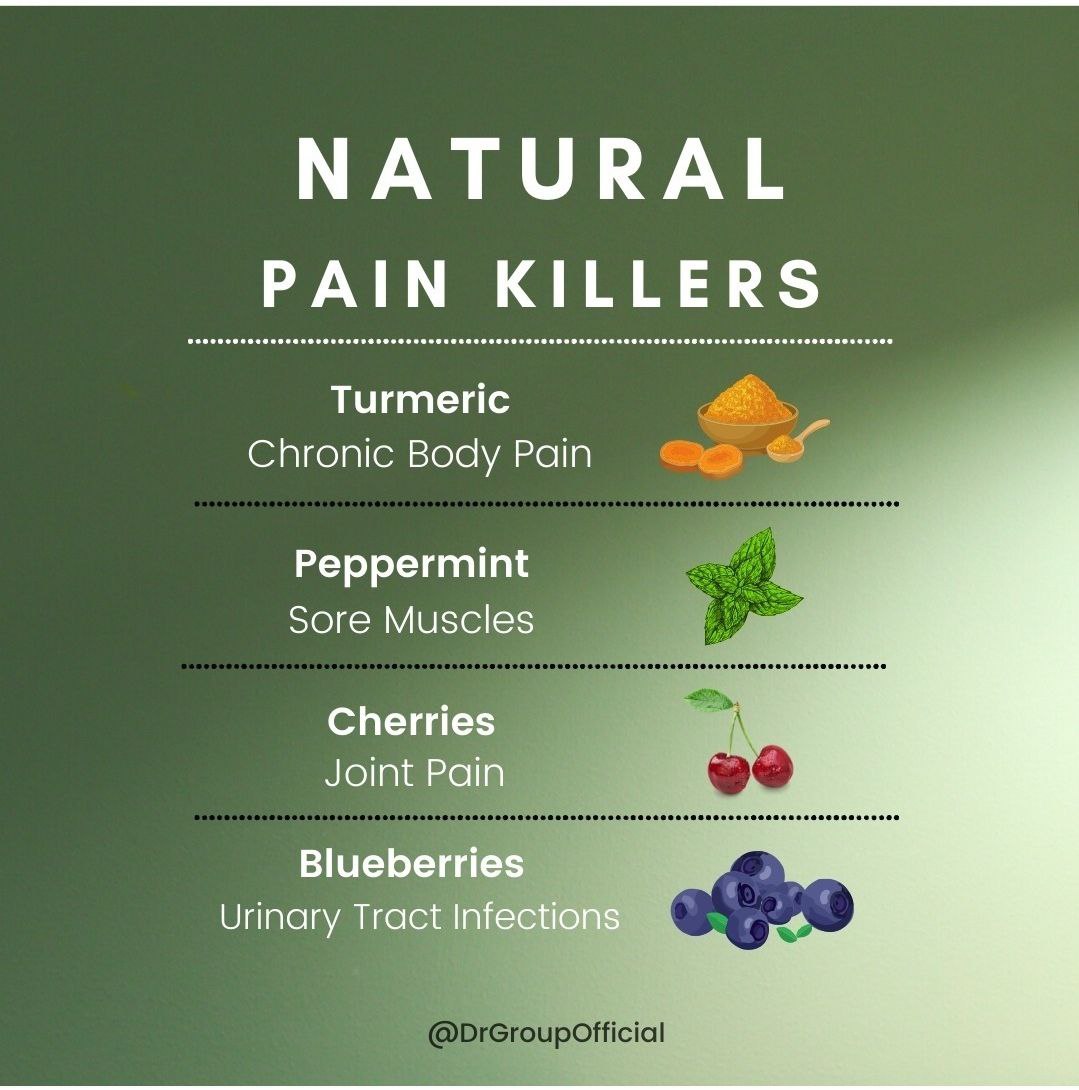 NATURAL
PAIN KILLERS
Turmeric
Chronic Body Pain
Peppermint
Sore Muscles
Cherries
Joint Pain
Blueberries
Urinary Tract Infections
@DrGroupOfficial